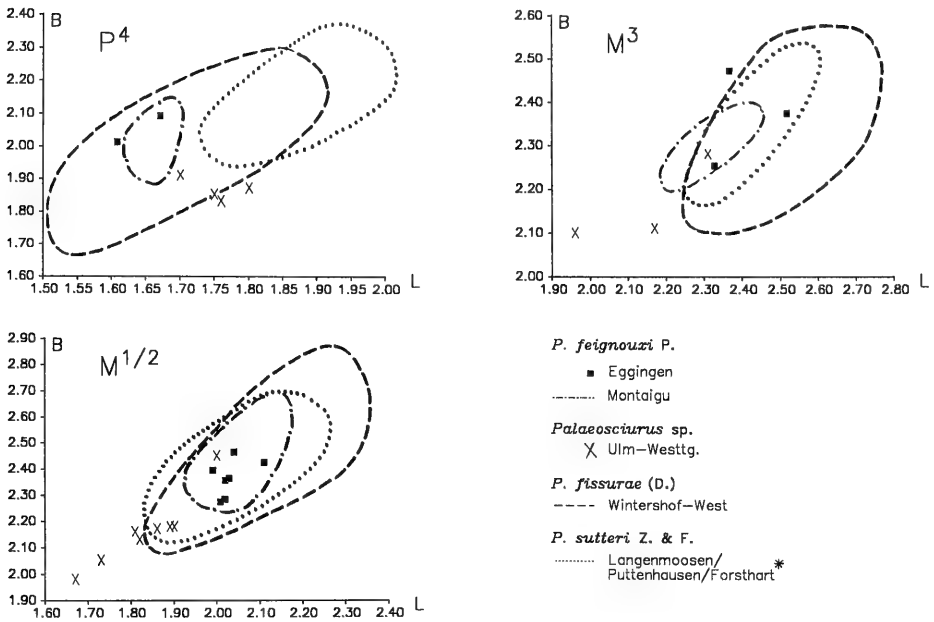 B
P⁴
2.40
2.30
2.20
2.10
2.00
1.90
1.80
1.70
1.60
1.50 1.55 1.60 1.65 1.70 1.75 1.80 1.85 1.90 1.95 2.00 L
B
M³
2.60
2.50
2.40
2.30
2.20
2.10
2.00
1.90 2.00 2.10 2.20 2.30 2.40 2.50 2.60 2.70 2.80 L
B
M1/2
2.90
2.80
2.70
2.60
2.50
2.40
2.30
2.20
2.10
2.00
1.90
1.60 1.70 1.80 1.90 2.00 2.10 2.20 2.30 2.40 L
P. feignouxi P.
Eggingen
Montaigu
Palaeosciurus sp.
X Ulm-Westtg.
P. fissurae (D.)
Wintershof-West
P. sutteri Z. & F.
Langenmoosen/
Puttenhausen/Forsthart*